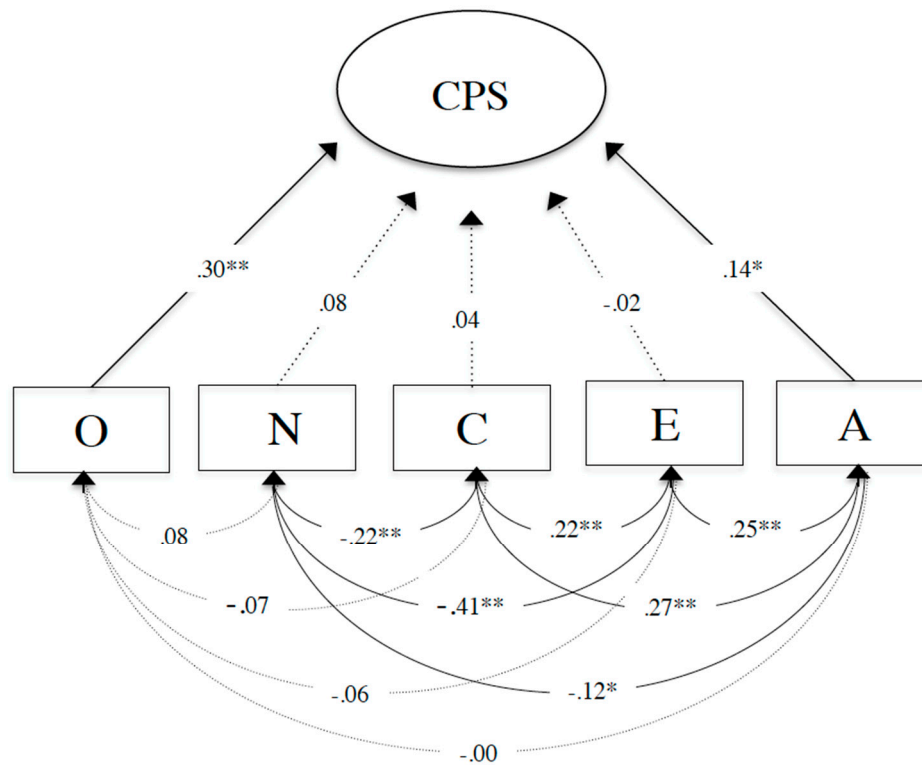 CPS
.30**
.14*
.08
.04
-.02
O
N
C
E
A
.08
-.22**
.22**
.25**
-.07
-.41**
.27**
-.06
-.12*
-.00